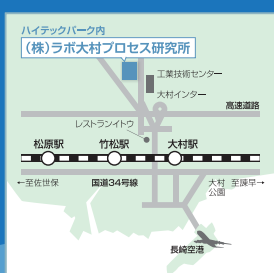 ハイテックパーク内
(株)ラボ大村プロセス研究所
工業技術センター
大村インター
高速道路
レストランイトウ
松原駅
竹松駅
大村駅
←至佐世保
国道34号線
大村
公園
至諫早→
長崎空港